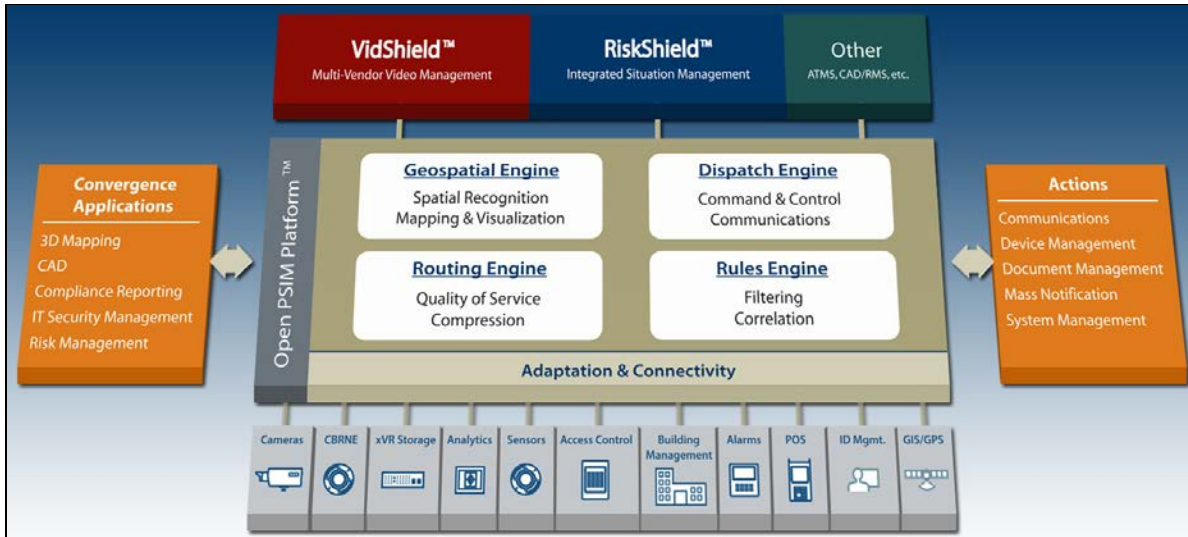 VidShield™
Multi-Vendor Video Management
RiskShield™
Integrated Situation Management
Other
ATMS, CAD/RMS, etc.
Convergence
Applications
3D Mapping
CAD
Compliance Reporting
IT Security Management
Risk Management
Open PSIM Platform™
Geospatial Engine
Spatial Recognition
Mapping & Visualization
Dispatch Engine
Command & Control
Communications
Routing Engine
Quality of Service
Compression
Rules Engine
Filtering
Correlation
Adaptation & Connectivity
Actions
Communications
Device Management
Document Management
Mass Notification
System Management
Cameras
CBRNE
xVR Storage
Analytics
Sensors
Access Control
Building
Management
Alarms
POS
ID Mgmt.
GIS/GPS